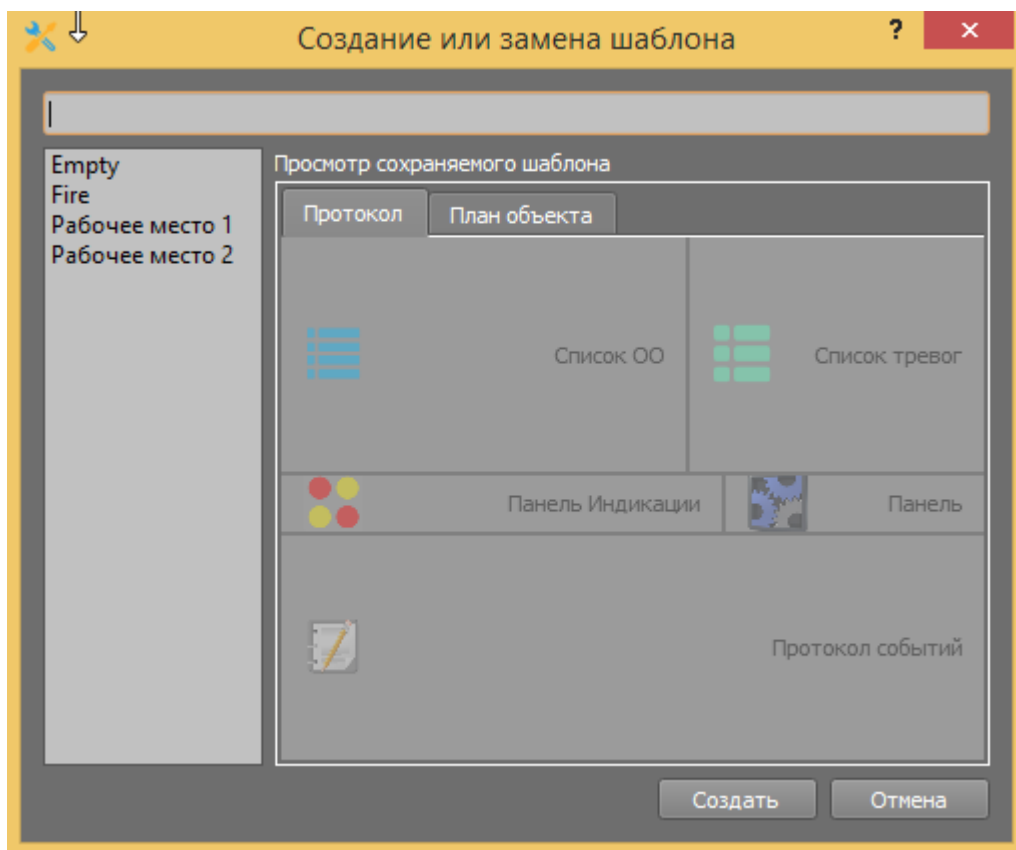 Создание или замена шаблона
?
Empty
Fire
Рабочее место 1
Рабочее место 2
Просмотр сохраняемого шаблона
Протокол План объекта
Список ОО Список тревог
Панель Индикации Панель
Протокол событий
Создать Отмена